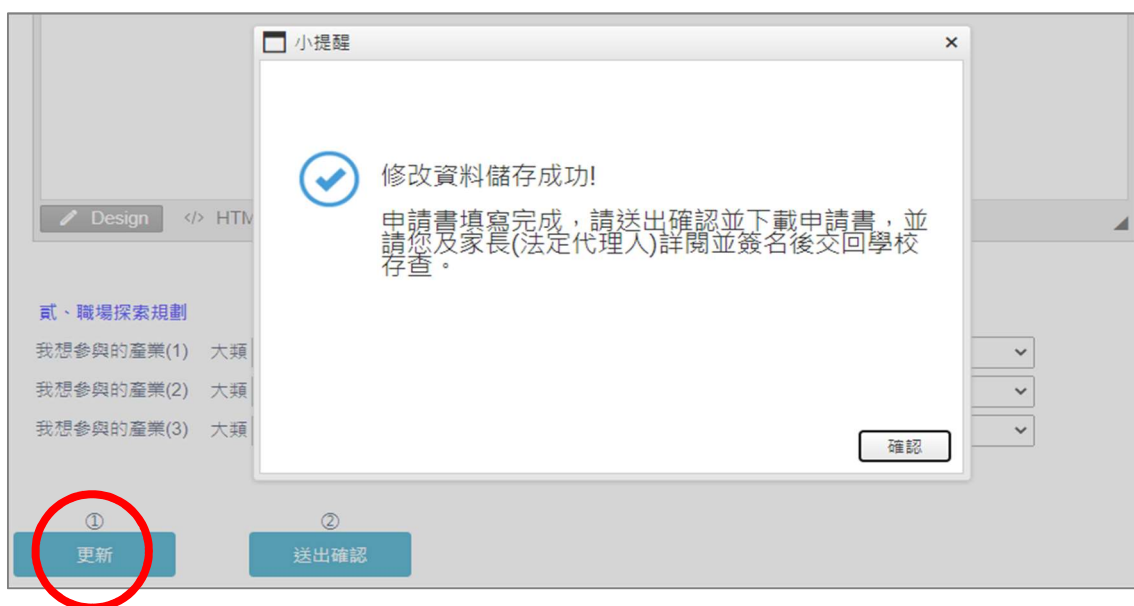 小提醒
修改資料儲存成功!
申請書填寫完成，請送出確認並下載申請書，並
請您及家長(法定代理人)詳閱並簽名後交回學校
存查。
確認
Design </> HTM
貳、職場探索規劃
我想參與的產業(1) 大類
我想參與的產業(2) 大類
我想參與的產業(3) 大類
① ②
更新 送出確認